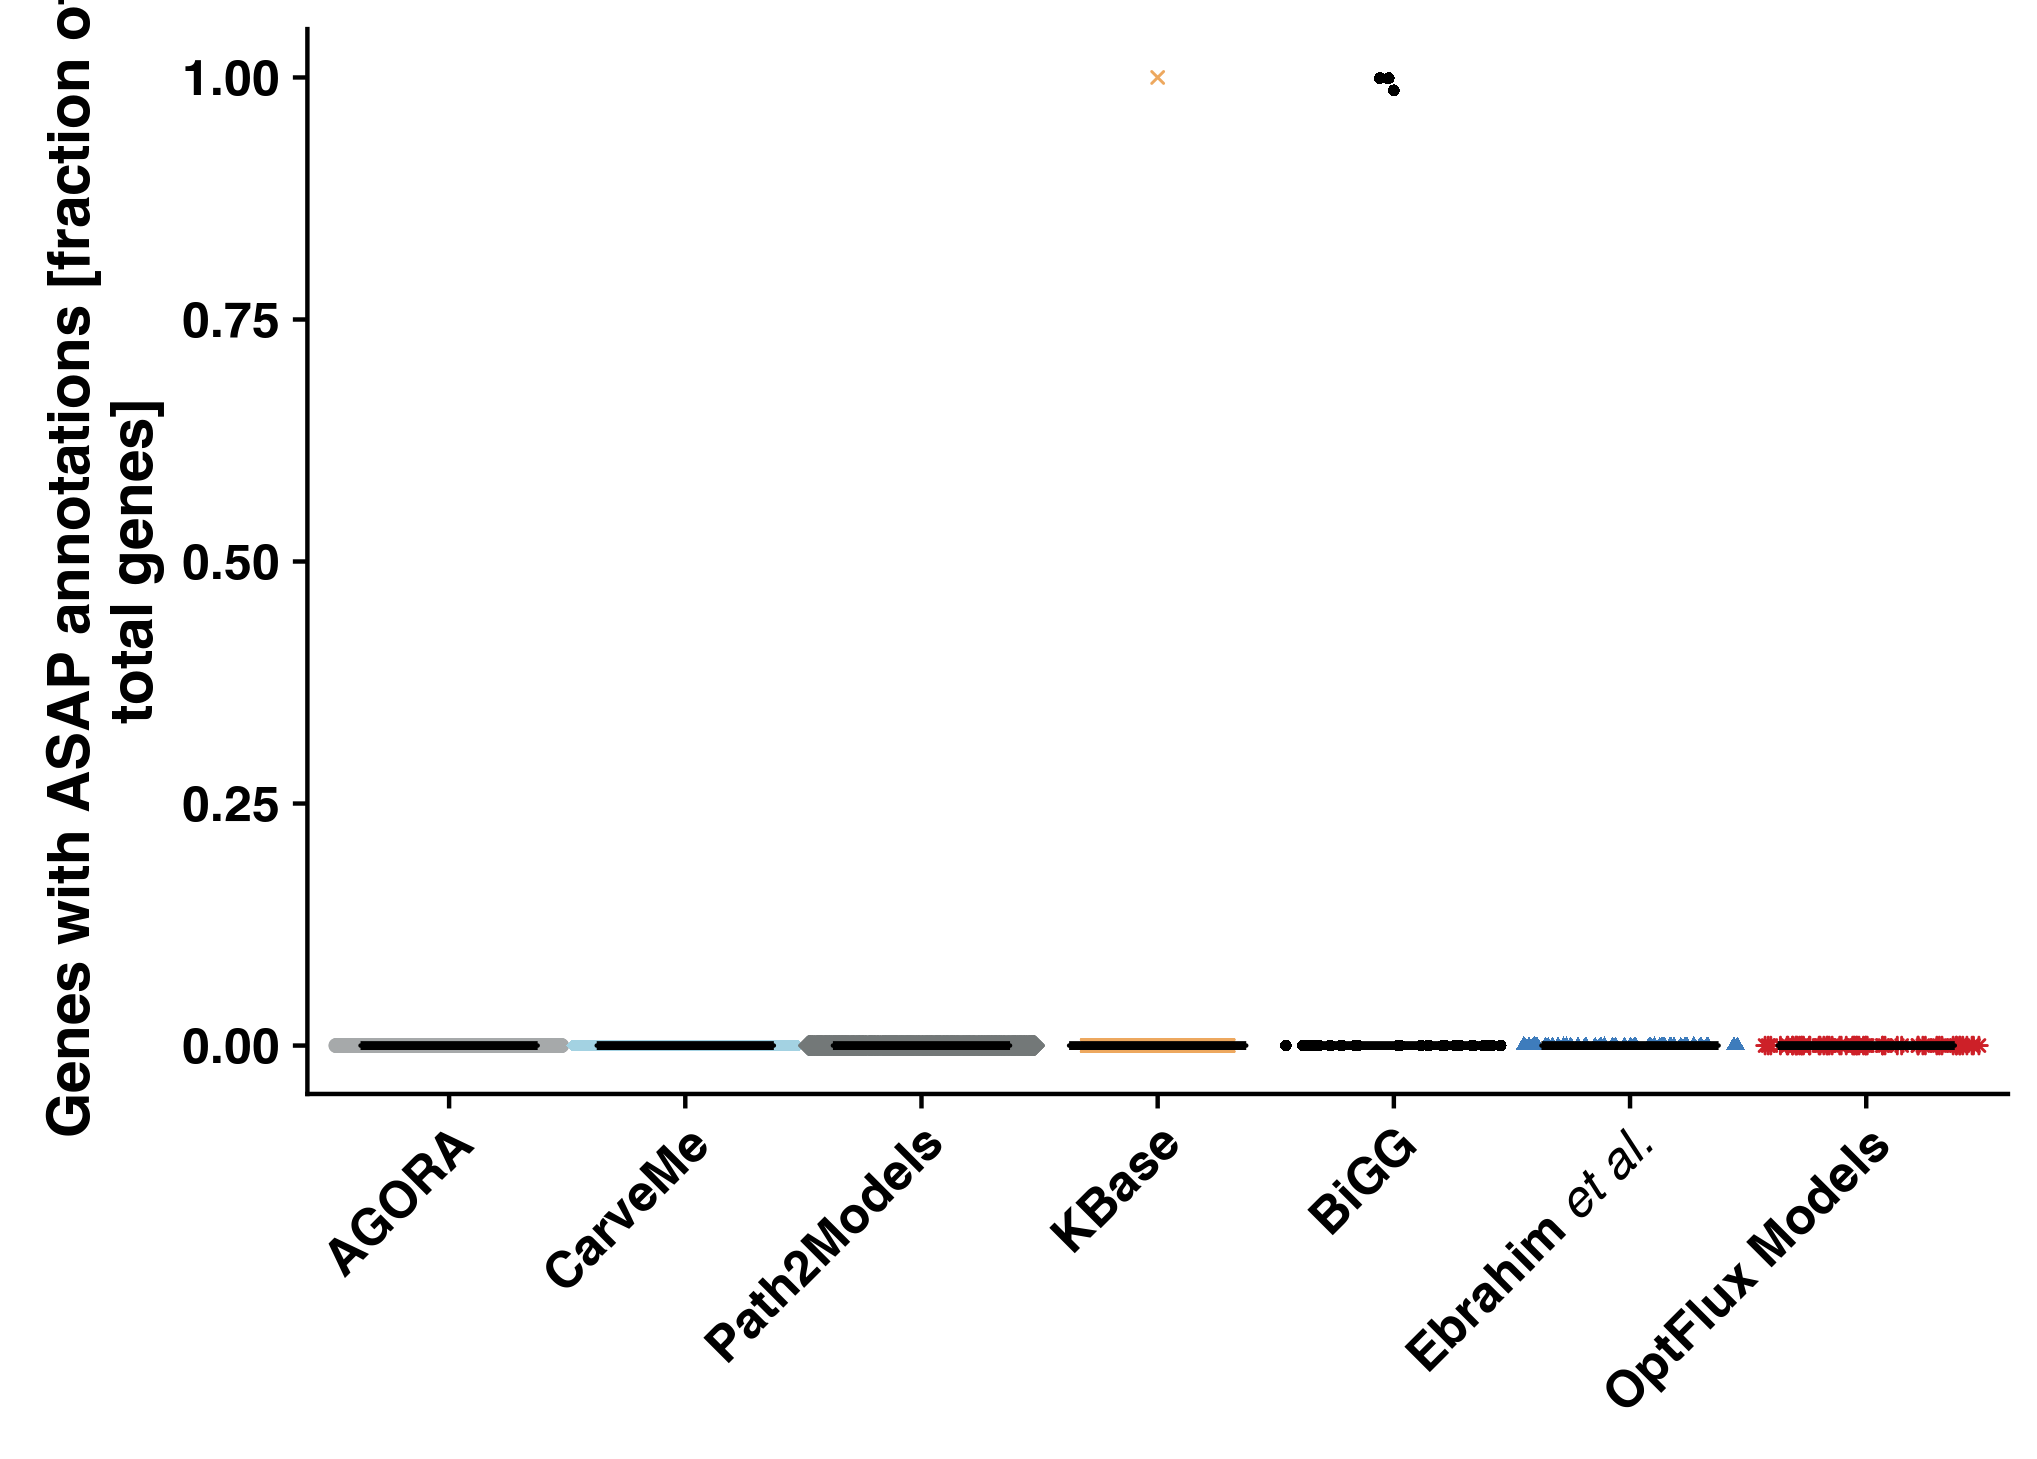 Genes with ASAP annotations [fraction of
total genes]
1.00
0.75
0.50
0.25
0.00
AGORA
CarveMe
Path2Models
KBase
BiGG
Ebrahim et al.
OptFlux Models